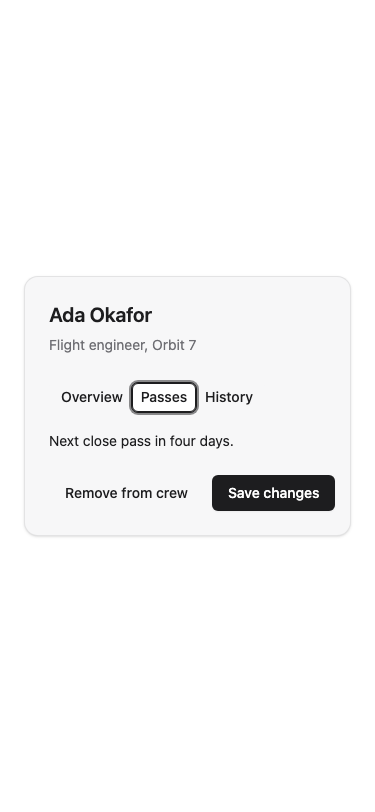 Ada Okafor
Flight engineer, Orbit 7
Overview Passes History
Next close pass in four days.
Remove from crew Save changes